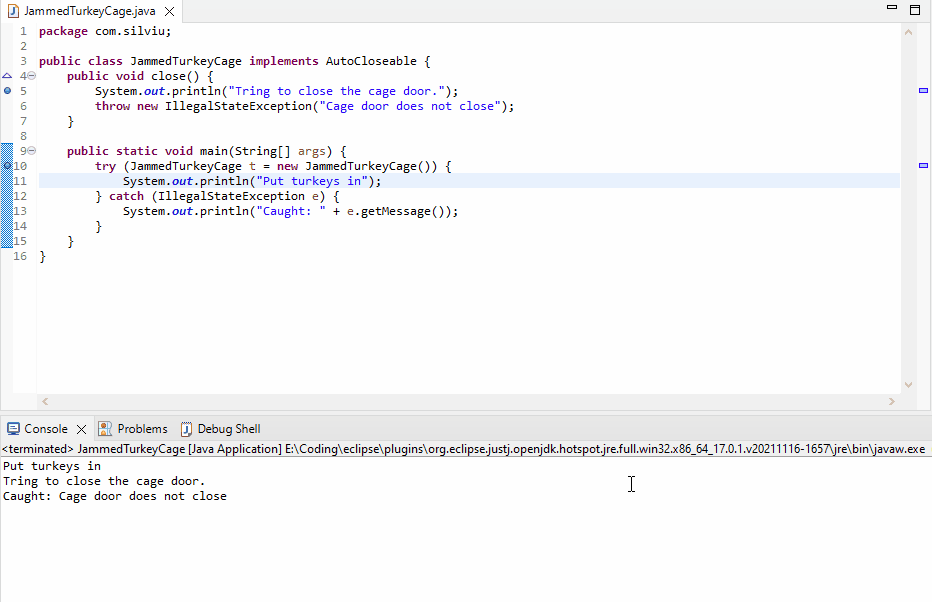 JammedTurkeyCage.java
1 package com.silviu;
2
3 public class JammedTurkeyCage implements AutoCloseable {
4     public void close() {
5         System.out.println("Tring to close the cage door.");
6         throw new IllegalStateException("Cage door does not close");
7     }
8
9     public static void main(String[] args) {
10         try (JammedTurkeyCage t = new JammedTurkeyCage()) {
11             System.out.println("Put turkeys in");
12         } catch (IllegalStateException e) {
13             System.out.println("Caught: " + e.getMessage());
14         }
15     }
16 }
Console Problems Debug Shell
<terminated> JammedTurkeyCage [Java Application] E:\Coding\eclipse\plugins\org.eclipse.justj.openjdk.hotspot.jre.full.win32.x86_64_17.0.1.v20211116-1657\jre\bin\javaw.exe
Put turkeys in
Tring to close the cage door.
Caught: Cage door does not close